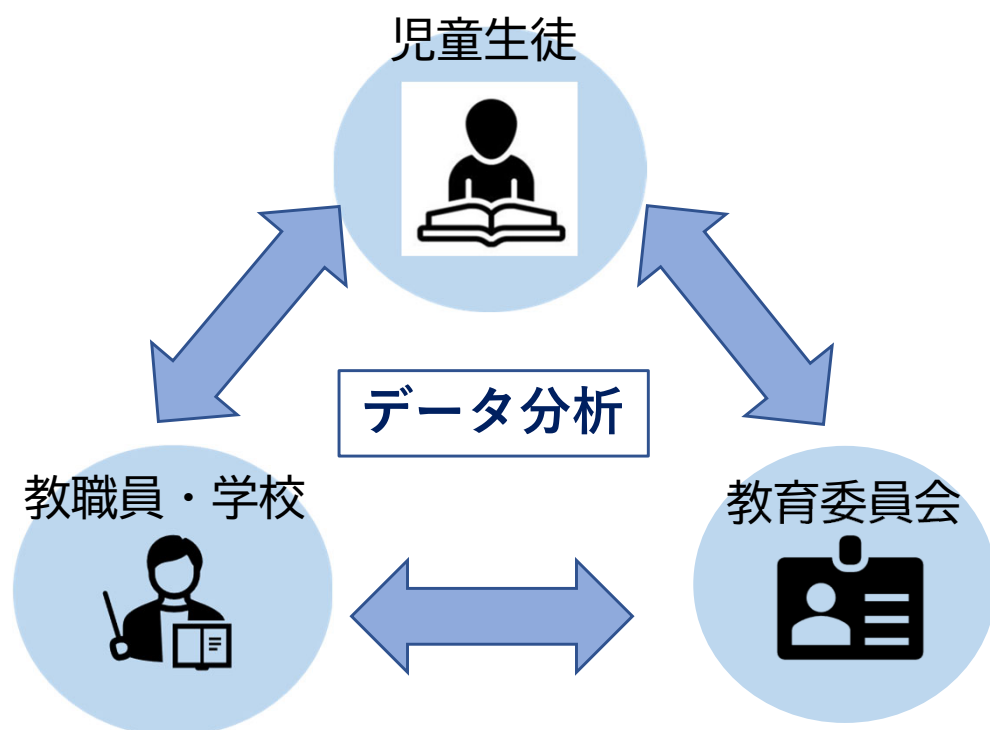 児童生徒
データ分析
教職員・学校
教育委員会